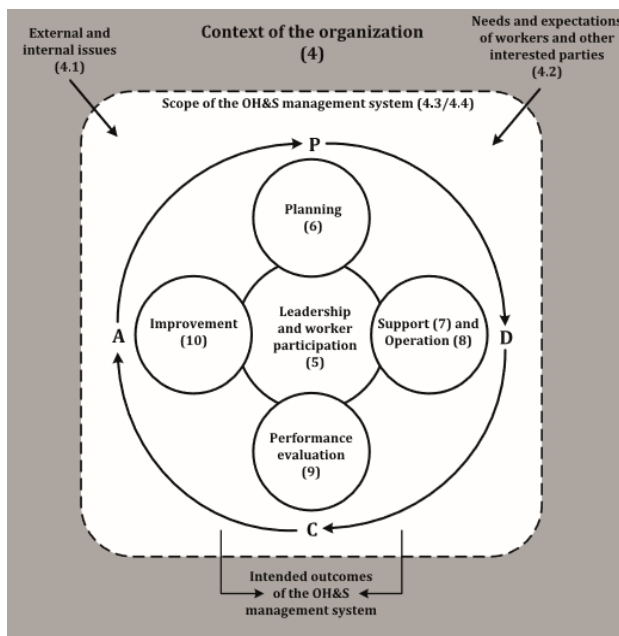 External and
internal issues
(4.1)
Context of the organization
(4)
Needs and expectations
of workers and other
interested parties
(4.2)
Scope of the OH&S management system (4.3/4.4)
P
Planning
(6)
A
Improvement
(10)
Leadership
and worker
participation
(5)
Support (7) and
Operation (8)
D
Performance
evaluation
(9)
C
Intended outcomes
of the OH&S
management system